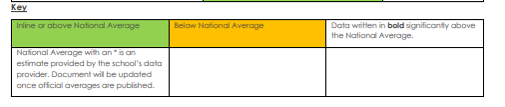 Key
Inline or above National Average
Below National Average
Data written in bold significantly above
the National Average.
National Average with an * is an
estimate provided by the school's data
provider. Document will be updated
once official averages are published.